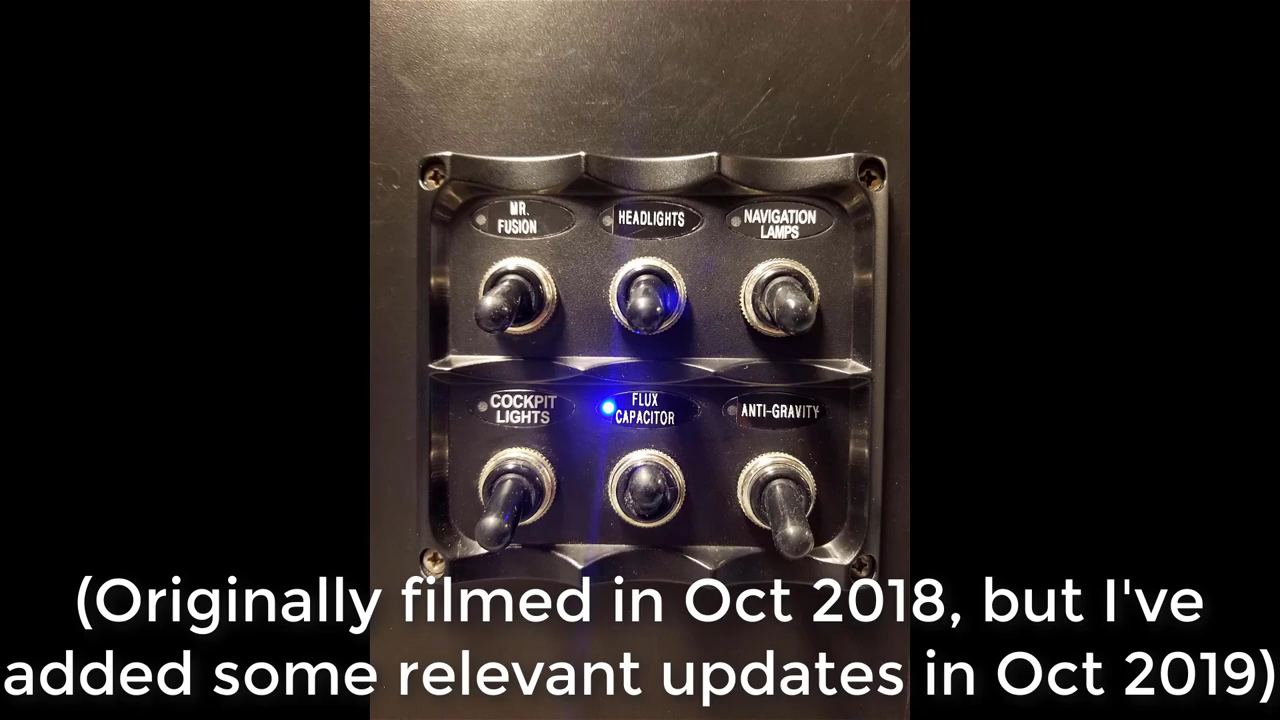 MR.
FUSION
HEADLIGHTS
NAVIGATION
LAMPS
COCKPIT
LIGHTS
FLUX
CAPACITOR
ANTI-GRAVITY
(Originally filmed in Oct 2018, but I've
added some relevant updates in Oct 2019)